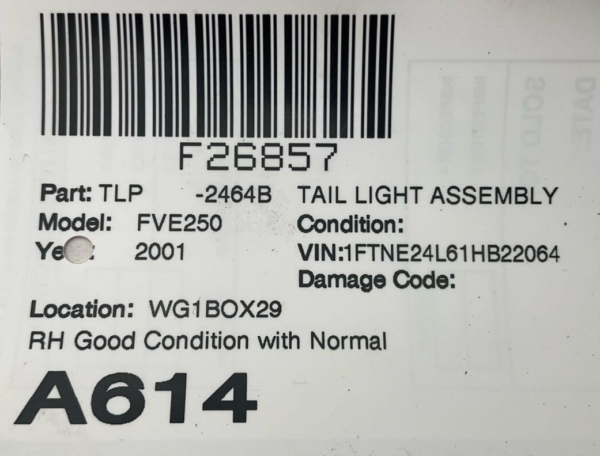 F26857
Part: TLP -2464B TAIL LIGHT ASSEMBLY
Model: FVE250 Condition:
Ye : 2001 VIN:1FTNE24L61HB22064
Damage Code:
Location: WG1BOX29
RH Good Condition with Normal
A614